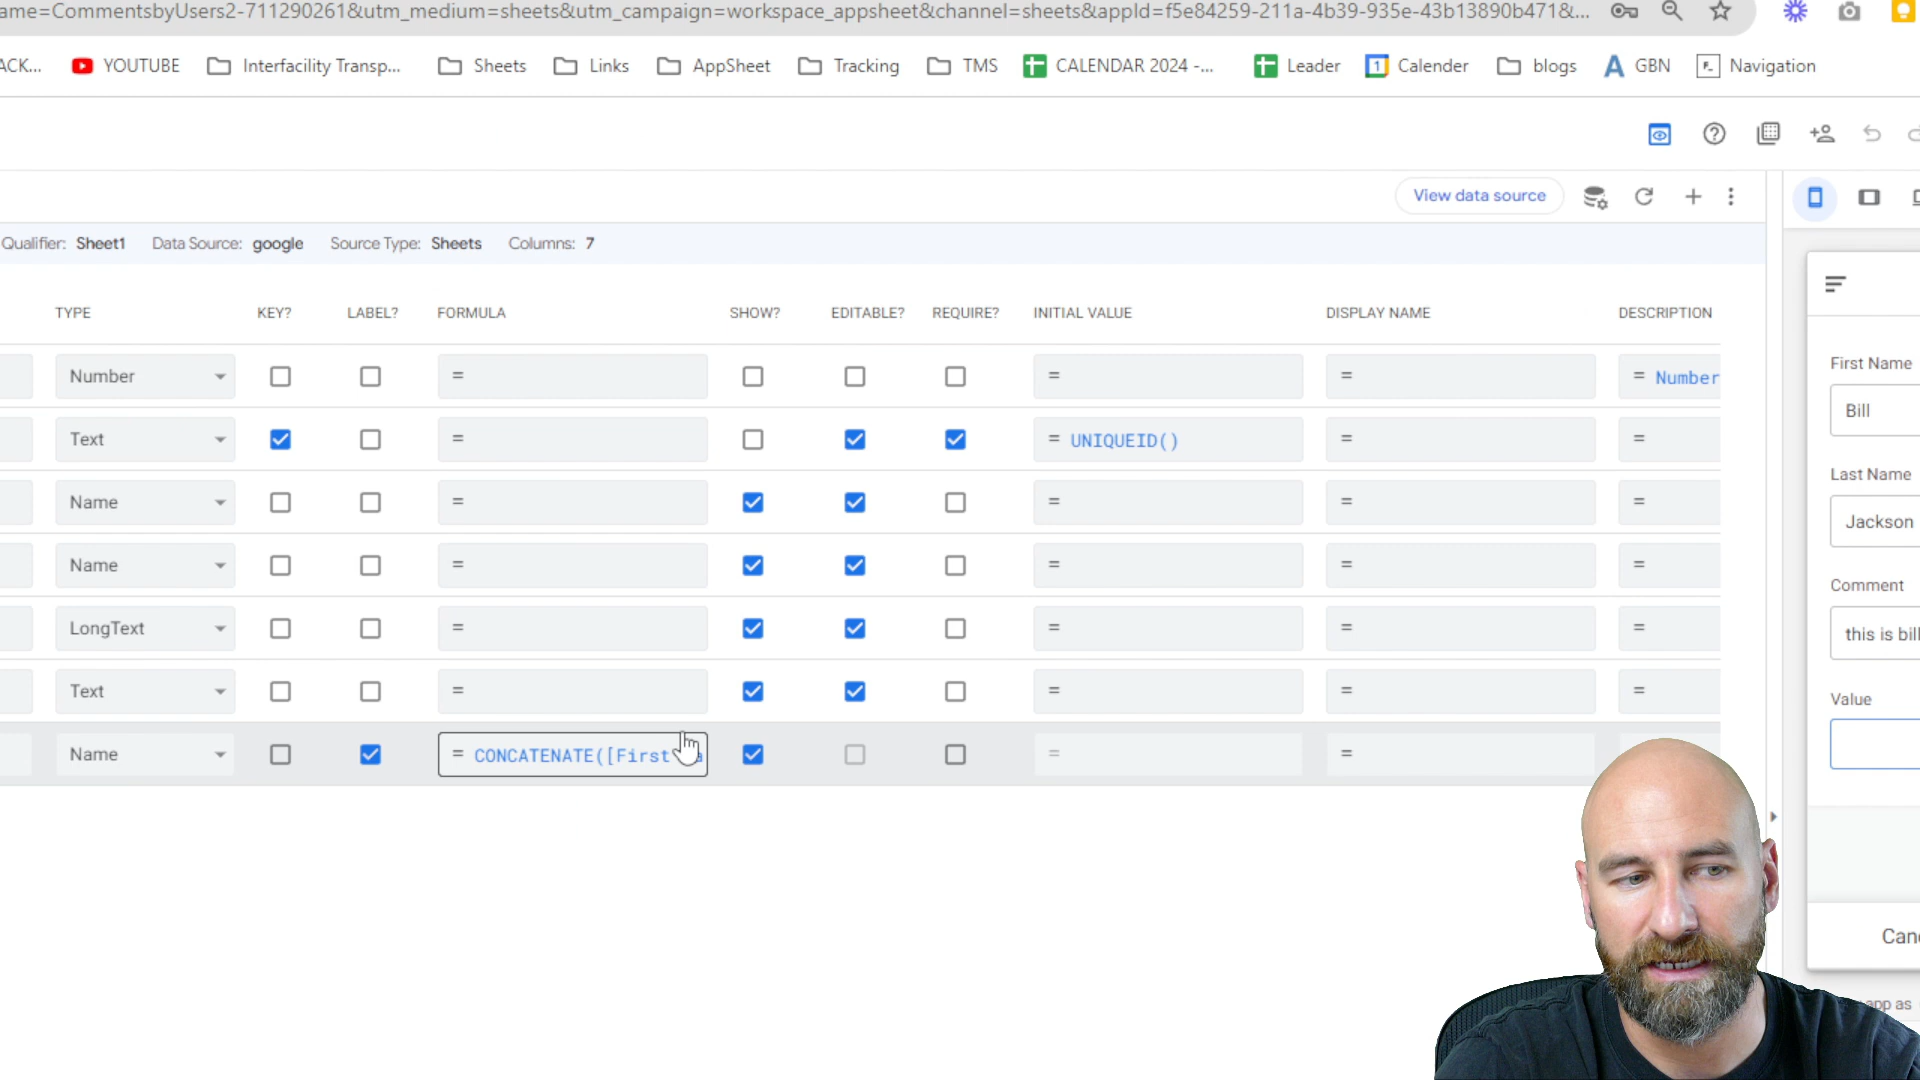 ame=CommentsbyUsers2-711290261&utm_medium=sheets&utm_campaign=workspace_appsheet&channel=sheets&appId=f5e84259-211a-4b39-935e-43b13890b471&...
ACK... YOUTUBE Interfacility Transp... Sheets Links AppSheet Tracking TMS CALENDAR 2024 -... Leader 1 Calender blogs GBN Navigation
View data source
Qualifier: Sheet1 Data Source: google Source Type: Sheets Columns: 7
TYPE KEY? LABEL? FORMULA SHOW? EDITABLE? REQUIRE? INITIAL VALUE DISPLAY NAME DESCRIPTION
Number = = = = Number
Text = = UNIQUEID() = =
Name = = = =
Name = = = =
LongText = = = =
Text = = = =
Name = CONCATENATE([First = =
First Name
Bill
Last Name
Jackson
Comment
this is bill
Value
Canc
app as